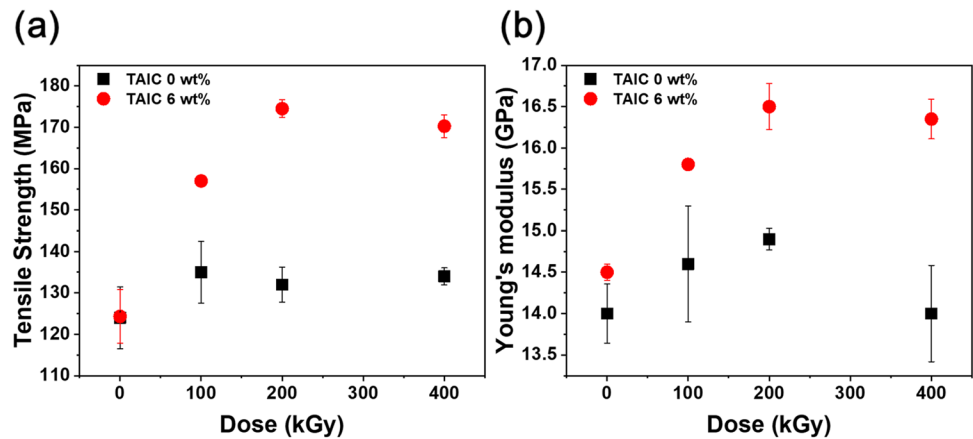 (a)
TAIC 0 wt%
TAIC 6 wt%
Tensile Strength (MPa)
180
170
160
150
140
130
120
110
0
100
200
300
400
Dose (kGy)
(b)
TAIC 0 wt%
TAIC 6 wt%
Young's modulus (GPa)
17.0
16.5
16.0
15.5
15.0
14.5
14.0
13.5
0
100
200
300
400
Dose (kGy)